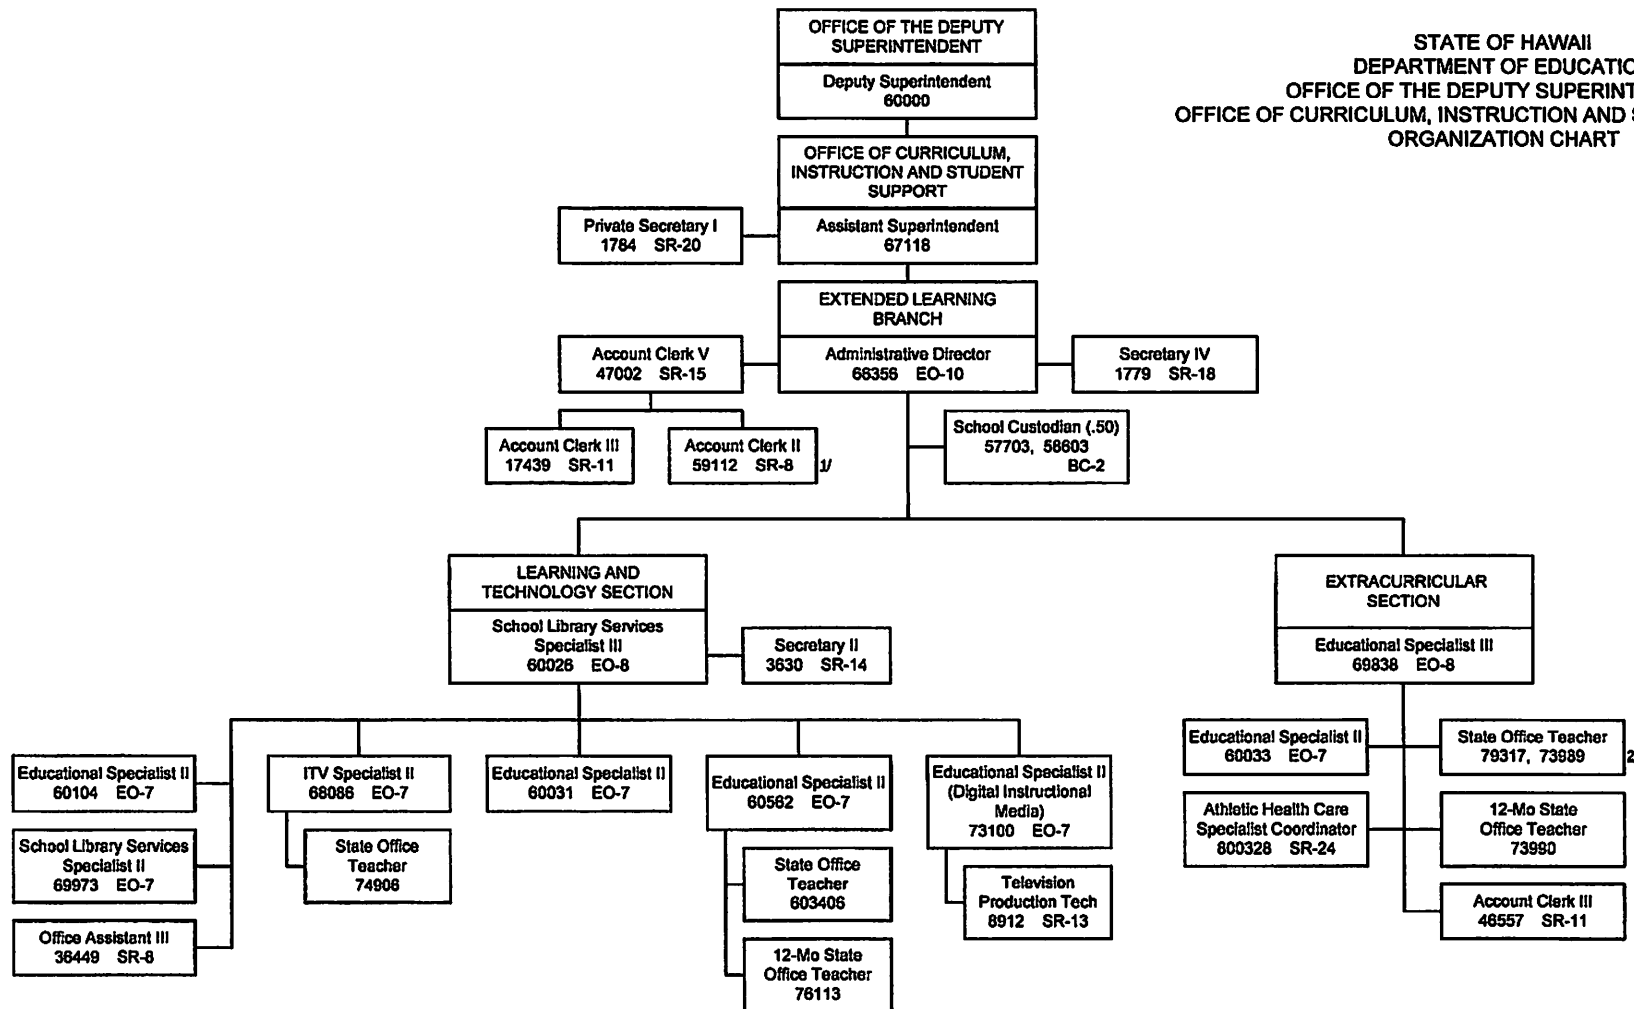 STATE OF HAWAII
DEPARTMENT OF EDUCATIO
OFFICE OF THE DEPUTY SUPERINT
OFFICE OF CURRICULUM, INSTRUCTION AND
ORGANIZATION CHART
OFFICE OF THE DEPUTY
SUPERINTENDENT
Deputy Superintendent
60000
OFFICE OF CURRICULUM,
INSTRUCTION AND STUDENT
SUPPORT
Assistant Superintendent
67118
Private Secretary I
1784 SR-20
EXTENDED LEARNING
BRANCH
Administrative Director
66356 EO-10
Account Clerk V
47002 SR-15
Secretary IV
1779 SR-18
Account Clerk III
17439 SR-11
Account Clerk II
59112 SR-8 1/
School Custodian (.50)
57703, 58603
BC-2
LEARNING AND
TECHNOLOGY SECTION
School Library Services
Specialist III
60026 EO-8
Secretary II
3630 SR-14
EXTRACURRICULAR
SECTION
Educational Specialist III
69838 EO-8
Educational Specialist II
60104 EO-7
School Library Services
Specialist II
69973 EO-7
Office Assistant III
36449 SR-8
ITV Specialist II
68086 EO-7
State Office
Teacher
74908
Educational Specialist II
60031 EO-7
Educational Specialist II
60562 EO-7
State Office
Teacher
603406
12-Mo State
Office Teacher
76113
Educational Specialist II
(Digital Instructional
Media)
73100 EO-7
Television
Production Tech
8912 SR-13
Educational Specialist II
60033 EO-7
State Office Teacher
79317, 73989 2
Athletic Health Care
Specialist Coordinator
800328 SR-24
12-Mo State
Office Teacher
73990
Account Clerk III
46557 SR-11